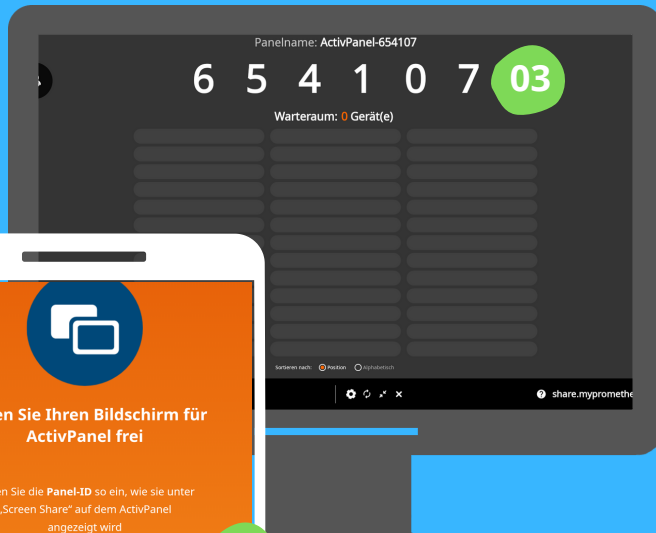 Panelname: ActivPanel-654107
6 5 4 1 0 7 03
Warteraum: 0 Gerät(e)
Sortieren nach: Position Alphabetisch
share.mypromethe
en Sie Ihren Bildschirm für
ActivPanel frei
en Sie die Panel-ID so ein, wie sie unter
„Screen Share“ auf dem ActivPanel
angezeigt wird